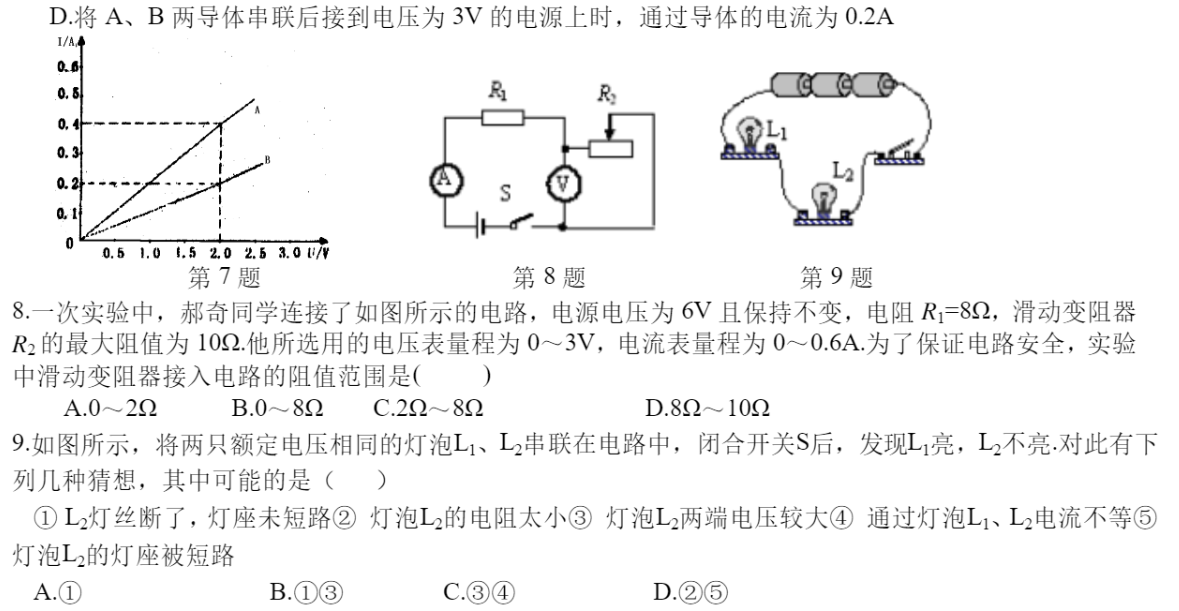 D.将 A、B 两导体串联后接到电压为 3V 的电源上时，通过导体的电流为 0.2A
I/A
0.6
0.5
0.4
0.3
0.2
0.1
0
A
B
0.5 1.0 1.5 2.0 2.5 3.0 U/V
R₁
R₂
A
S
V
L₁
L₂
第 7 题 第 8 题 第 9 题
8.一次实验中，郝奇同学连接了如图所示的电路，电源电压为 6V 且保持不变，电阻 R₁=8Ω，滑动变阻器
R₂ 的最大阻值为 10Ω.他所选用的电压表量程为 0～3V，电流表量程为 0～0.6A.为了保证电路安全，实验
中滑动变阻器接入电路的阻值范围是( )
A.0～2Ω B.0～8Ω C.2Ω～8Ω D.8Ω～10Ω
9.如图所示，将两只额定电压相同的灯泡L₁、L₂串联在电路中，闭合开关S后，发现L₁亮，L₂不亮.对此有下
列几种猜想，其中可能的是（ ）
① L₂灯丝断了，灯座未短路② 灯泡L₂的电阻太小③ 灯泡L₂两端电压较大④ 通过灯泡L₁、L₂电流不等⑤
灯泡L₂的灯座被短路
A.① B.①③ C.③④ D.②⑤